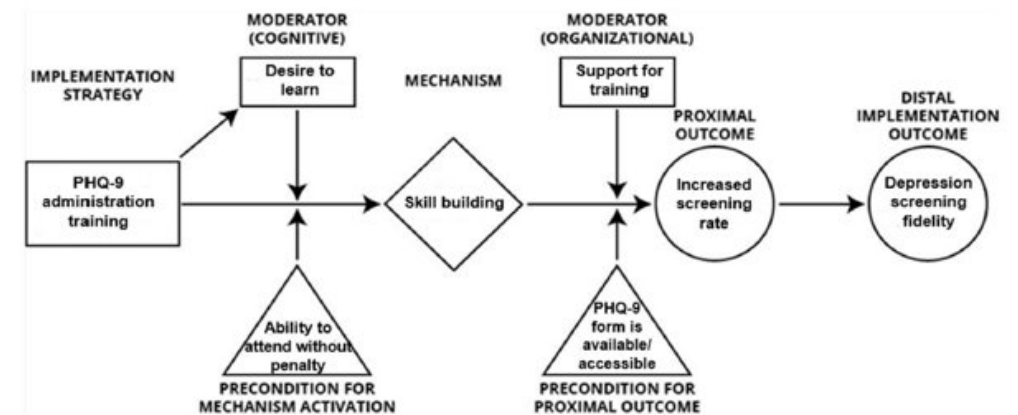 MODERATOR
(COGNITIVE)
MODERATOR
(ORGANIZATIONAL)
IMPLEMENTATION
STRATEGY
Desire to
learn
MECHANISM
Support for
training
PROXIMAL
OUTCOME
DISTAL
IMPLEMENTATION
OUTCOME
PHQ-9
administration
training
Skill building
Increased
screening
rate
Depression
screening
fidelity
Ability to
attend without
penalty
PHQ-9
form is
available/
accessible
PRECONDITION FOR
MECHANISM ACTIVATION
PRECONDITION FOR
PROXIMAL OUTCOME